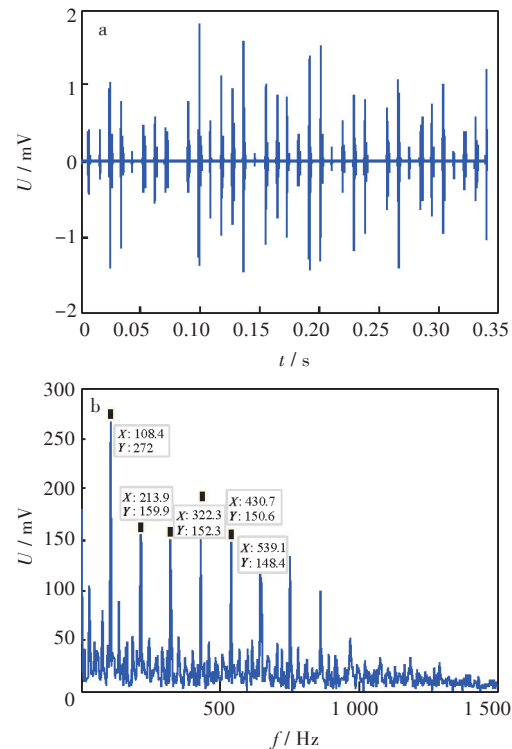 a
2
1
0
−1
−2
U / mV
0 0.05 0.10 0.15 0.20 0.25 0.30 0.35
t / s
b
300
250
200
150
100
50
0
U / mV
X: 108.4
Y: 272
X: 213.9
Y: 159.9
X: 322.3
Y: 152.3
X: 430.7
Y: 150.6
X: 539.1
Y: 148.4
500 1 000 1 500
f / Hz